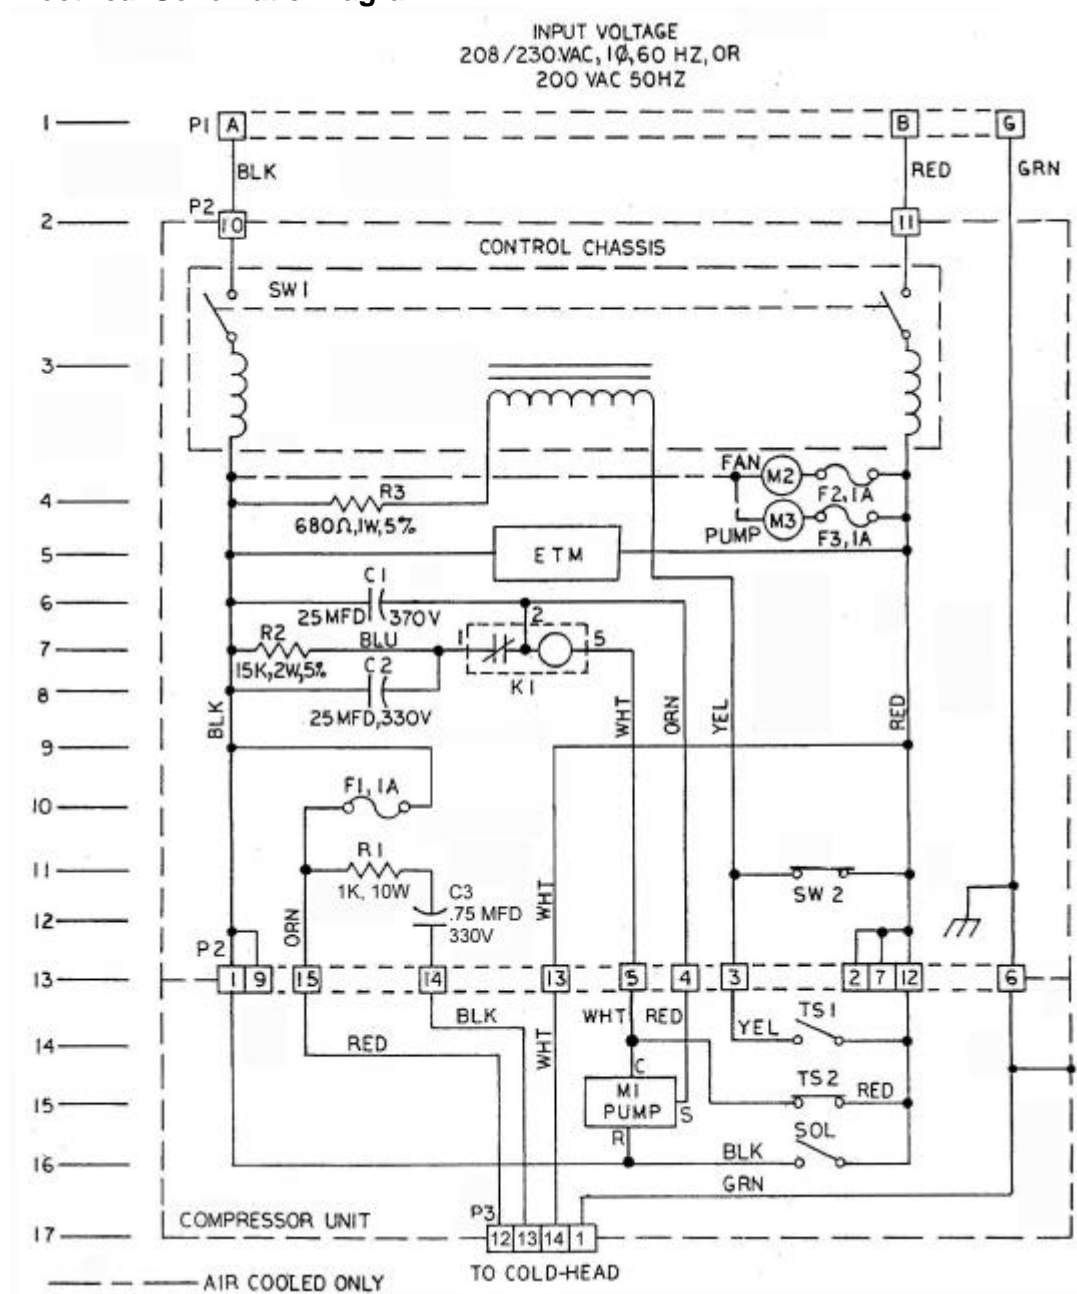 INPUT VOLTAGE
208/230.VAC, 1Ø, 60 HZ, OR
200 VAC 50HZ
1 P1 A B G
BLK RED GRN
P2
2 10 11
CONTROL CHASSIS
SW1
3
FAN M2
F2, 1A
4 R3
680Ω, 1W, 5%
M3
PUMP F3, 1A
5 ETM
C1
6
25MFD 370V 2
R2 BLU 1 5
7
15K, 2W, 5%
C2
K1
8
25MFD, 330V
BLK WHT ORN YEL RED
9
F1, 1A
10
R1
11
1K, 10W
SW 2
C3
.75 MFD
330V
ORN WHT
12
P2
13 1 9 15 14 13 5 4 3 2 7 12 6
BLK WHT RED TS1
YEL
14 RED WHT
C TS2
RED
15 M1
PUMP S
R SOL
16 BLK
GRN
COMPRESSOR UNIT P3
17 12 13 14 1
TO COLD-HEAD
AIR COOLED ONLY